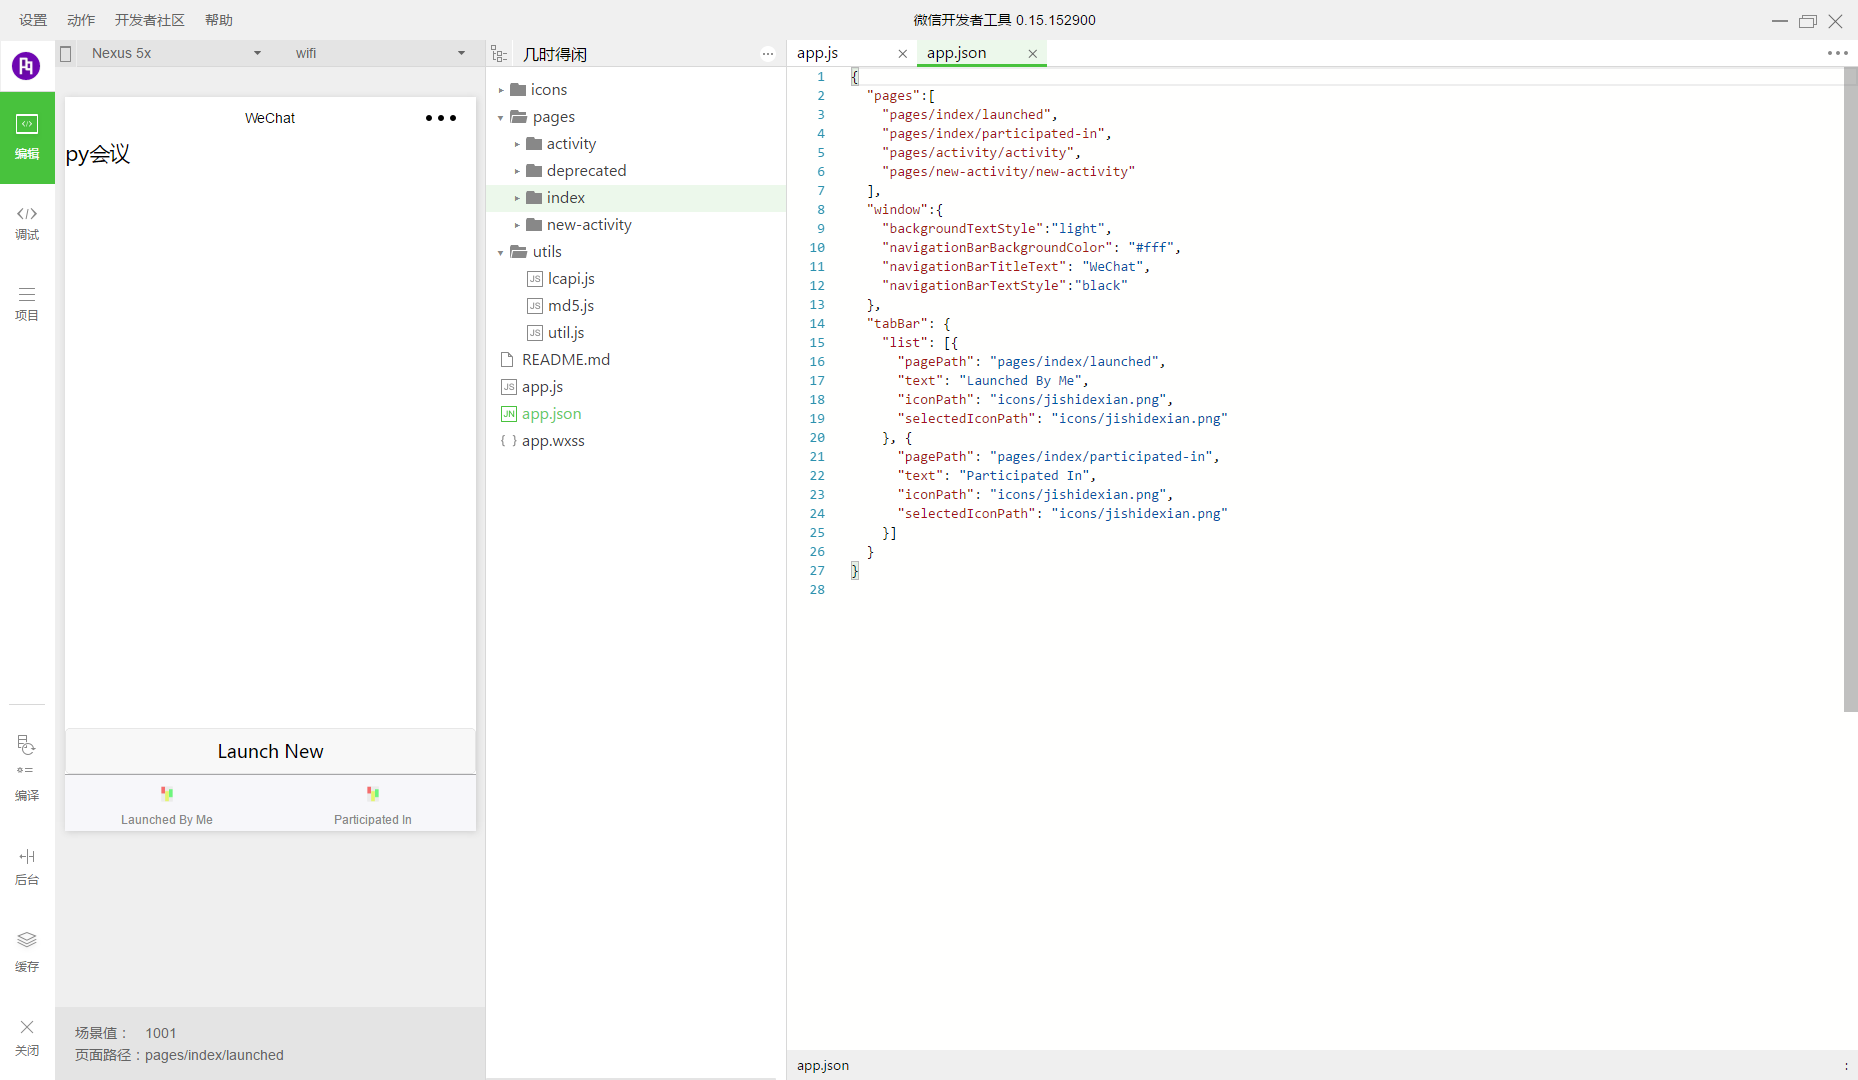 设置 动作 开发者社区 帮助
微信开发者工具 0.15.152900
编辑
调试
项目
编译
后台
缓存
关闭
Nexus 5x wifi
WeChat
py会议
Launch New
Launched By Me Participated In
场景值： 1001
页面路径：pages/index/launched
几时得闲
icons
pages
activity
deprecated
index
new-activity
utils
JS lcapi.js
JS md5.js
JS util.js
README.md
JS app.js
JN app.json
{ } app.wxss
app.js app.json
1 {
2 "pages":[
3 "pages/index/launched",
4 "pages/index/participated-in",
5 "pages/activity/activity",
6 "pages/new-activity/new-activity"
7 ],
8 "window":{
9 "backgroundTextStyle":"light",
10 "navigationBarBackgroundColor": "#fff",
11 "navigationBarTitleText": "WeChat",
12 "navigationBarTextStyle":"black"
13 },
14 "tabBar": {
15 "list": [{
16 "pagePath": "pages/index/launched",
17 "text": "Launched By Me",
18 "iconPath": "icons/jishidexian.png",
19 "selectedIconPath": "icons/jishidexian.png"
20 }, {
21 "pagePath": "pages/index/participated-in",
22 "text": "Participated In",
23 "iconPath": "icons/jishidexian.png",
24 "selectedIconPath": "icons/jishidexian.png"
25 }]
26 }
27 }
28
app.json :